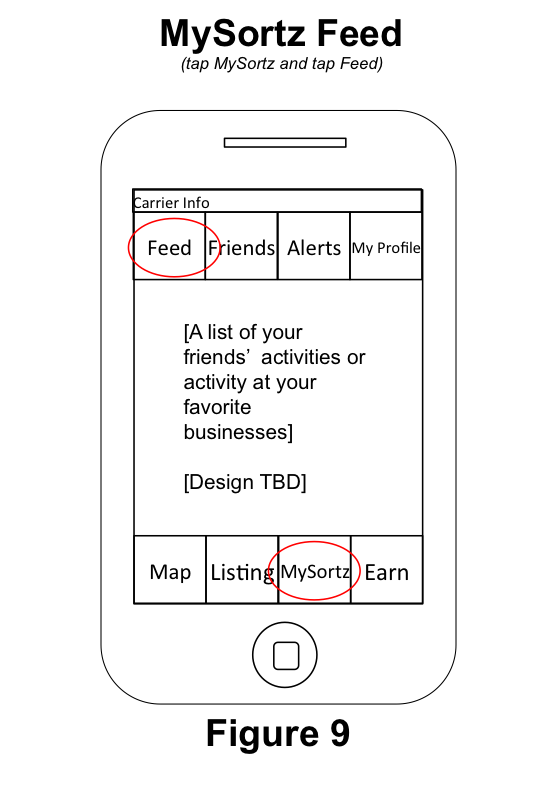 MySortz Feed
(tap MySortz and tap Feed)
Carrier Info
Feed Friends Alerts My Profile
[A list of your
friends’ activities or
activity at your
favorite
businesses]
[Design TBD]
Map Listing MySortz Earn
Figure 9